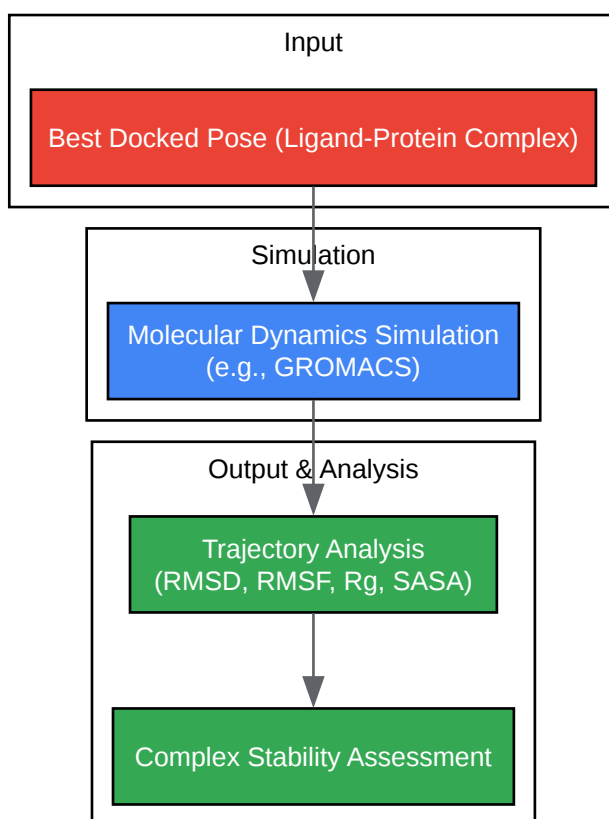 Input
Best Docked Pose (Ligand-Protein Complex)
Simulation
Molecular Dynamics Simulation
(e.g., GROMACS)
Output & Analysis
Trajectory Analysis
(RMSD, RMSF, Rg, SASA)
Complex Stability Assessment